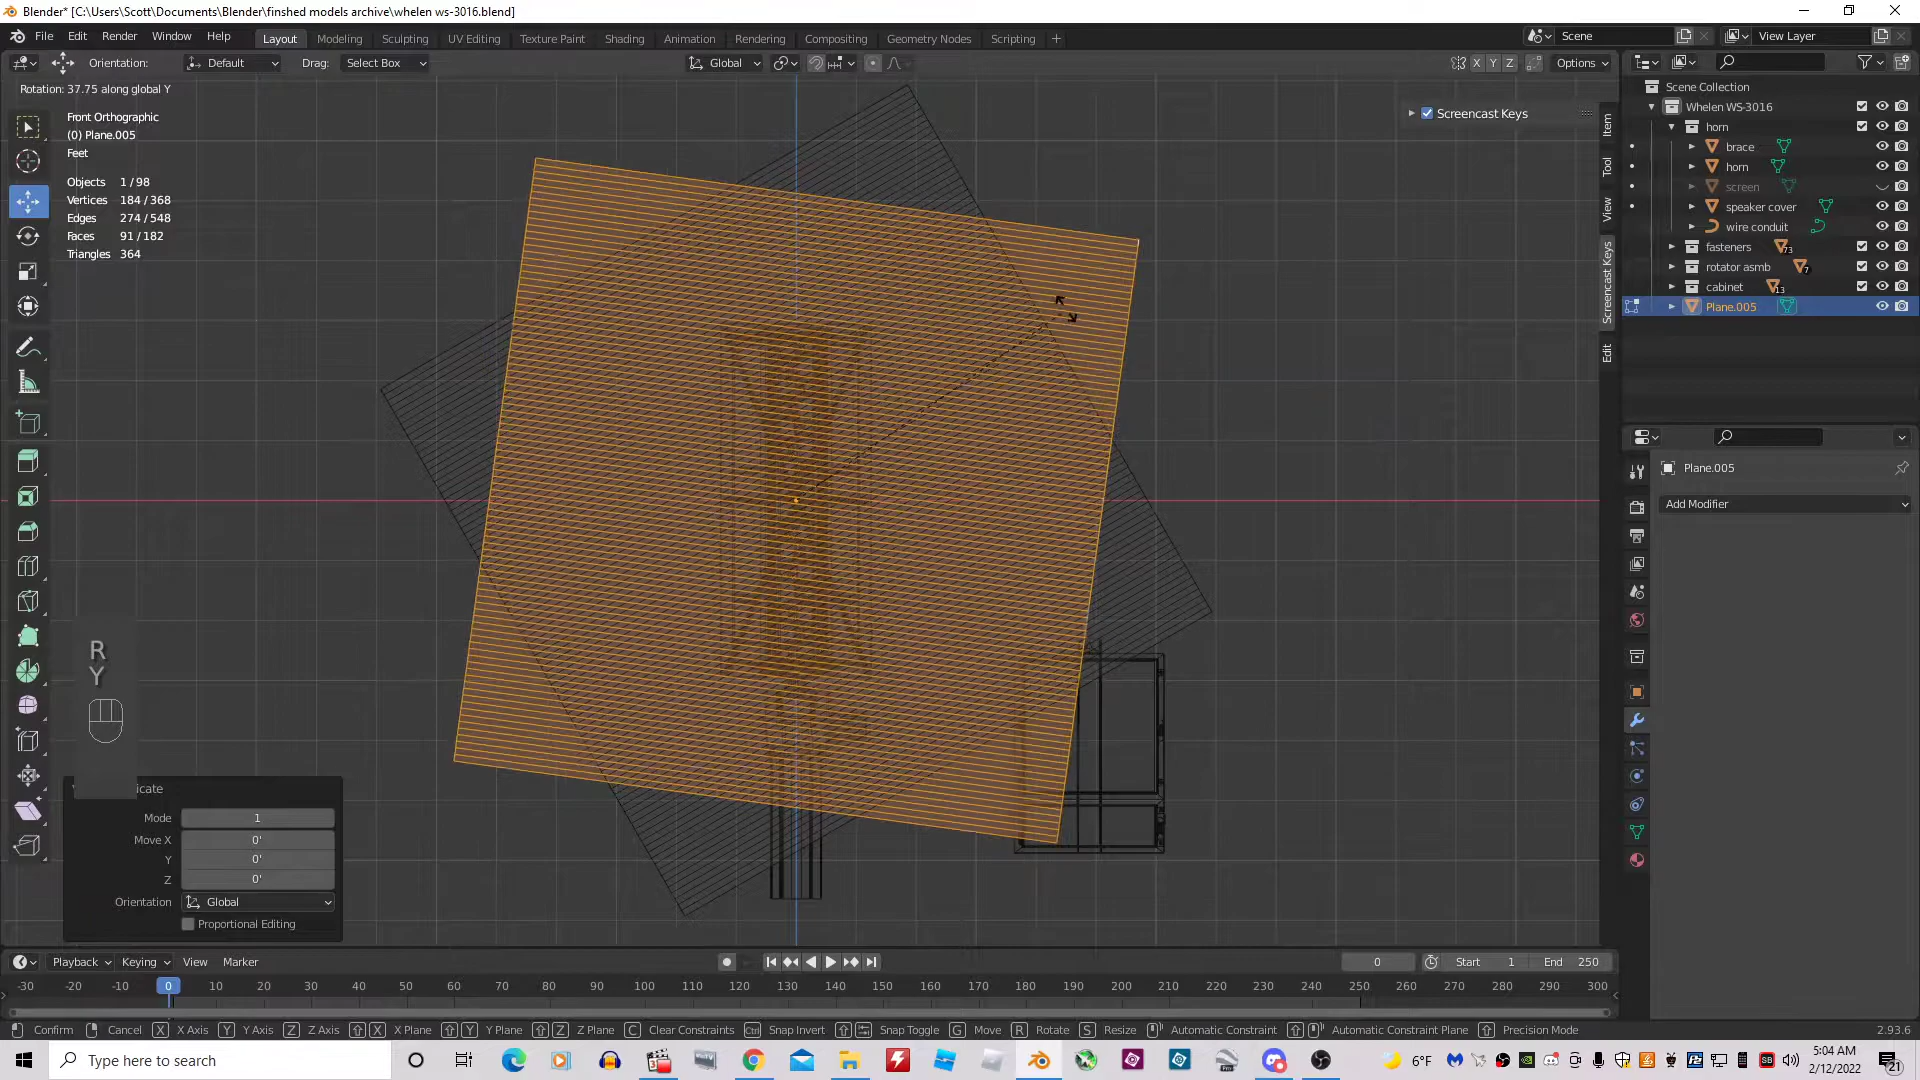 Blender* [C:\Users\Scott\Documents\Blender\finshed models archive\whelen ws-3016.blend]
File Edit Render Window Help Layout Modeling Sculpting UV Editing Texture Paint Shading Animation Rendering Compositing Geometry Nodes Scripting + Scene View Layer
Orientation: Default Drag: Select Box Global X Y Z Options
Rotation: 37.75 along global Y
Front Orthographic
(0) Plane.005
Feet
Objects 1/98
Vertices 184/368
Edges 274/548
Faces 91/182
Triangles 364
Screencast Keys
Item
Tool
View
Screencast Keys
Edit
Scene Collection
Whelen WS-3016
horn
brace
horn
screen
speaker cover
wire conduit
fasteners 73
rotator asmb 7
cabinet 13
Plane.005
Plane.005
Add Modifier
R
Y
icate
Mode 1
Move X 0'
Y 0'
Z 0'
Orientation Global
Proportional Editing
Playback Keying View Marker 0 Start 1 End 250
-30 -20 -10 0 10 20 30 40 50 60 70 80 90 100 110 120 130 140 150 160 170 180 190 200 210 220 230 240 250 260 270 280 290 300
Confirm Cancel X X Axis Y Y Axis Z Z Axis X X Plane Y Y Plane Z Z Plane C Clear Constraints Ctrl Snap Invert Snap Toggle G Move R Rotate S Resize Automatic Constraint Automatic Constraint Plane Precision Mode 2.93.6
Type here to search 6°F 5:04 AM
2/12/2022 21